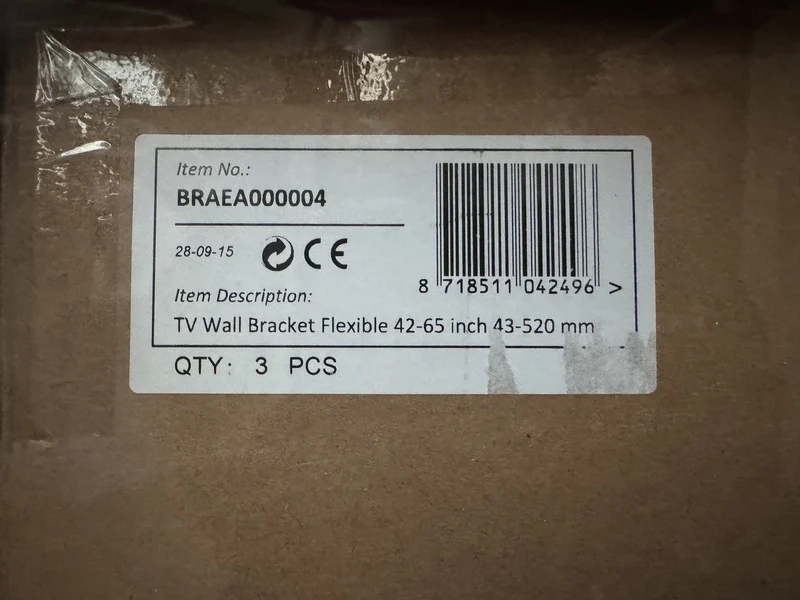 Item No.:
BRAEA000004
28-09-15 CE
Item Description:
TV Wall Bracket Flexible 42-65 inch 43-520 mm
QTY: 3 PCS
8 718511 042496 >